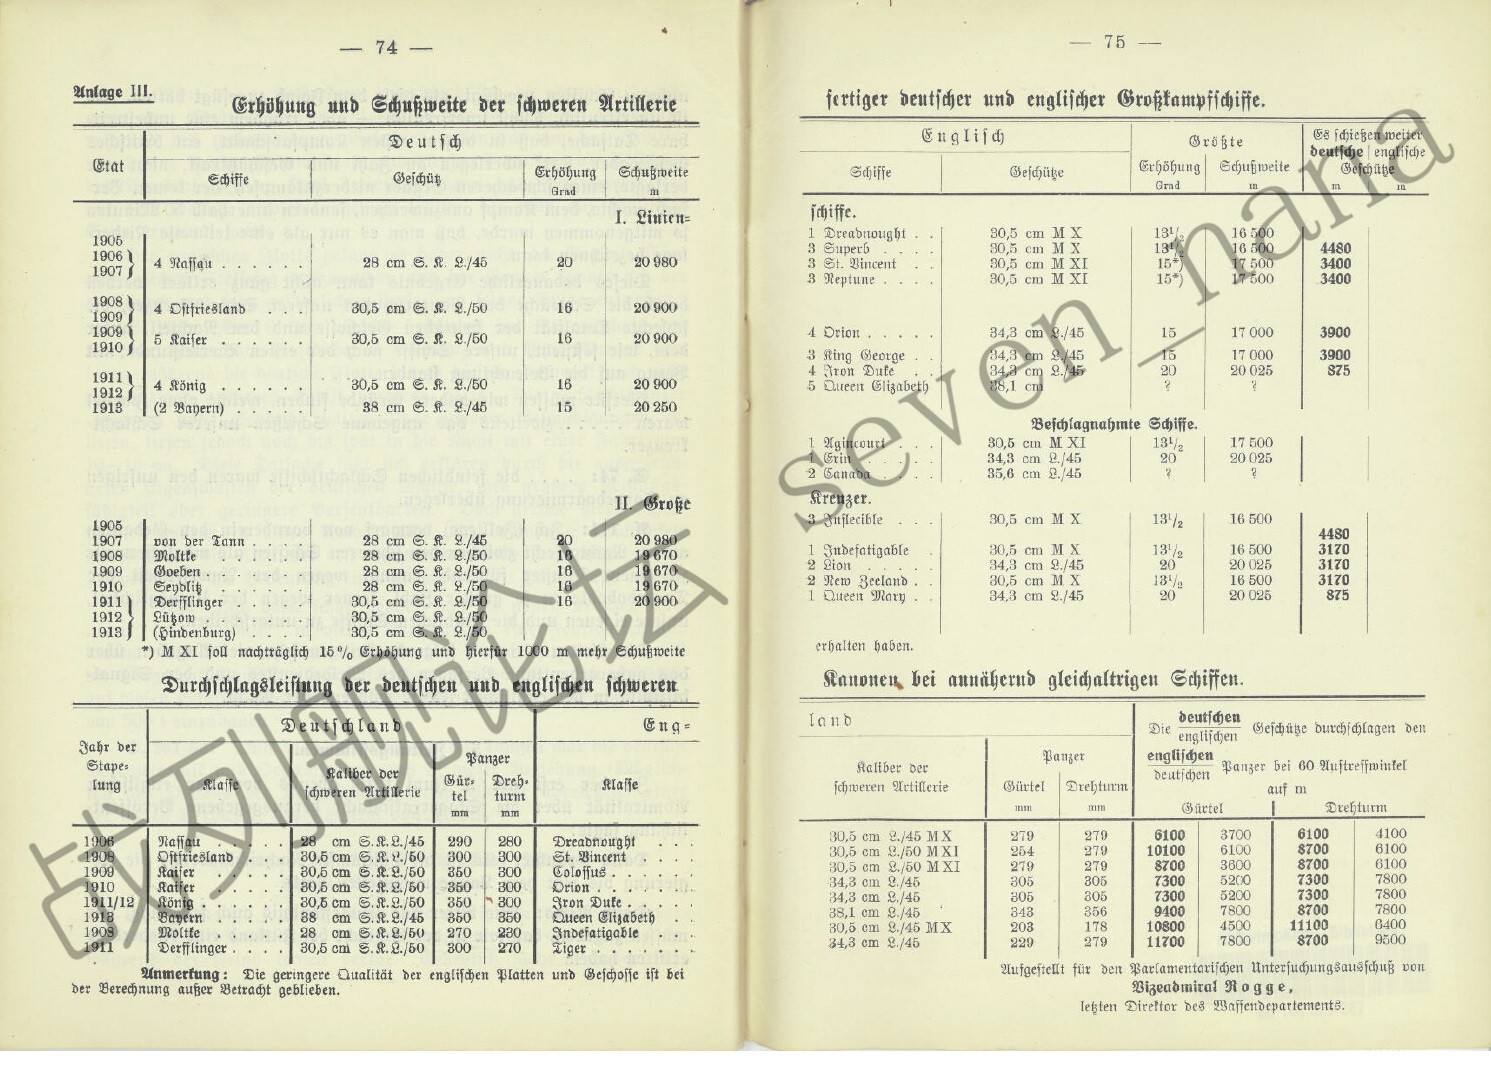 — 74 —
Anlage III.
Erhöhung und Schußweite der schweren Artillerie
Etat
Deutsch
Schiffe Geschütz Erhöhung Schußweite
Grad m
I. Linien=
1905
1906
1907 4 Nassau . . . . . . 28 cm S. K. L./45 20 20 980
1908
1909 4 Ostfriesland . . . 30,5 cm S. K. L./50 16 20 900
1909
1910 5 Kaiser . . . . . . 30,5 cm S. K. L./50 16 20 900
1911
1912 4 König . . . . . . 30,5 cm S. K. L./50 16 20 900
1913 (2 Bayern) . . . . . 38 cm S. K. L./45 15 20 250
II. Große
1905
1907 von der Tann . . . . 28 cm S. K. L./45 20 20 980
1908 Moltke . . . . . . 28 cm S. K. L./50 16 19 670
1909 Goeben . . . . . . 28 cm S. K. L./50 16 19 670
1910 Seydlitz . . . . . 28 cm S. K. L./50 16 19 670
1911 Derfflinger . . . . 30,5 cm S. K. L./50 16 20 900
1912 Lützow . . . . . . 30,5 cm S. K. L./50
1913 (Hindenburg) . . . . 30,5 cm S. K. L./50
*) M XI soll nachträglich 15 % Erhöhung und hierfür 1000 m mehr Schußweite
Durchschlagsleistung der deutschen und englischen schweren
Jahr der Stape= lung
Deutschland Eng=
Klasse Kaliber der schweren Artillerie Panzer Klasse
Gür= tel mm Dreh= turm mm
1906 Nassau . . . . . 28 cm S.K.L./45 290 280 Dreadnought . . .
1908 Ostfriesland . . . 30,5 cm S.K.L./50 300 300 St. Vincent . . . .
1909 Kaiser . . . . . 30,5 cm S.K.L./50 350 300 Colossus . . . . .
1910 Kaiser . . . . . 30,5 cm S.K.L./50 350 300 Orion . . . . . .
1911/12 König . . . . . 30,5 cm S.K.L./50 350 300 Iron Duke . . . . .
1913 Bayern . . . . . 38 cm S.K.L./45 350 350 Queen Elizabeth . .
1908 Moltke . . . . . 28 cm S.K.L./50 270 230 Indefatigable . . .
1911 Derfflinger . . . . 30,5 cm S.K.L./50 300 270 Tiger . . . . . .
Anmerkung: Die geringere Qualität der englischen Platten und Geschosse ist bei
der Berechnung außer Betracht geblieben.
— 75 —
fertiger deutscher und englischer Großkampfschiffe.
Englisch Größte Es schießen weiter
Schiffe Geschütze Erhöhung Schußweite deutsche englische
Geschütze
Grad m m m
schiffe.
1 Dreadnought . . 30,5 cm M X 13¹/₂ 16 500
3 Superb . . . . 30,5 cm M X 13¹/₂ 16 500 4480
3 St. Vincent . . 30,5 cm M XI 15*) 17 500 3400
3 Neptune . . . . 30,5 cm M XI 15*) 17 500 3400
4 Orion . . . . . 34,3 cm L./45 15 17 000 3900
3 King George . . 34,3 cm L./45 15 17 000 3900
4 Iron Duke . . 34,3 cm L./45 20 20 025 875
5 Queen Elizabeth 38,1 cm ? ?
Beschlagnahmte Schiffe.
1 Agincourt . . . 30,5 cm M XI 13¹/₂ 17 500
1 Erin . . . . . 34,3 cm L./45 20 20 025
2 Canada . . . . 35,6 cm L./45 ? ?
Kreuzer.
3 Inflecible . . . 30,5 cm M X 13¹/₂ 16 500
4480
1 Indefatigable . 30,5 cm M X 13¹/₂ 16 500 3170
2 Lion . . . . . 34,3 cm L./45 20 20 025 3170
2 New Zeeland . . 30,5 cm M X 13¹/₂ 16 500 3170
1 Queen Mary . . 34,3 cm L./45 20 20 025 875
erhalten haben.
Kanonen bei annähernd gleichaltrigen Schiffen.
land
Kaliber der schweren Artillerie
Panzer
Gürtel mm Drehturm mm
Die deutschen / englischen Geschütze durchschlagen den
englischen / deutschen Panzer bei 60 Auftreffwinkel
auf m
Gürtel Drehturm
30,5 cm L./45 M X 279 279 6100 3700 6100 4100
30,5 cm L./50 M XI 254 279 10100 6100 8700 6100
30,5 cm L./50 M XI 279 279 8700 3600 8700 6100
34,3 cm L./45 305 305 7300 5200 7300 7800
34,3 cm L./45 305 305 7300 5200 7300 7800
38,1 cm L./45 343 356 9400 7800 8700 7800
30,5 cm L./45 M X 203 178 10800 4500 11100 6400
34,3 cm L./45 229 279 11700 7800 8700 9500
Aufgestellt für den Parlamentarischen Untersuchungsausschuß von
Vizeadmiral Rogge,
letzten Direktor des Waffendepartements.
战列舰论坛 seven_nana